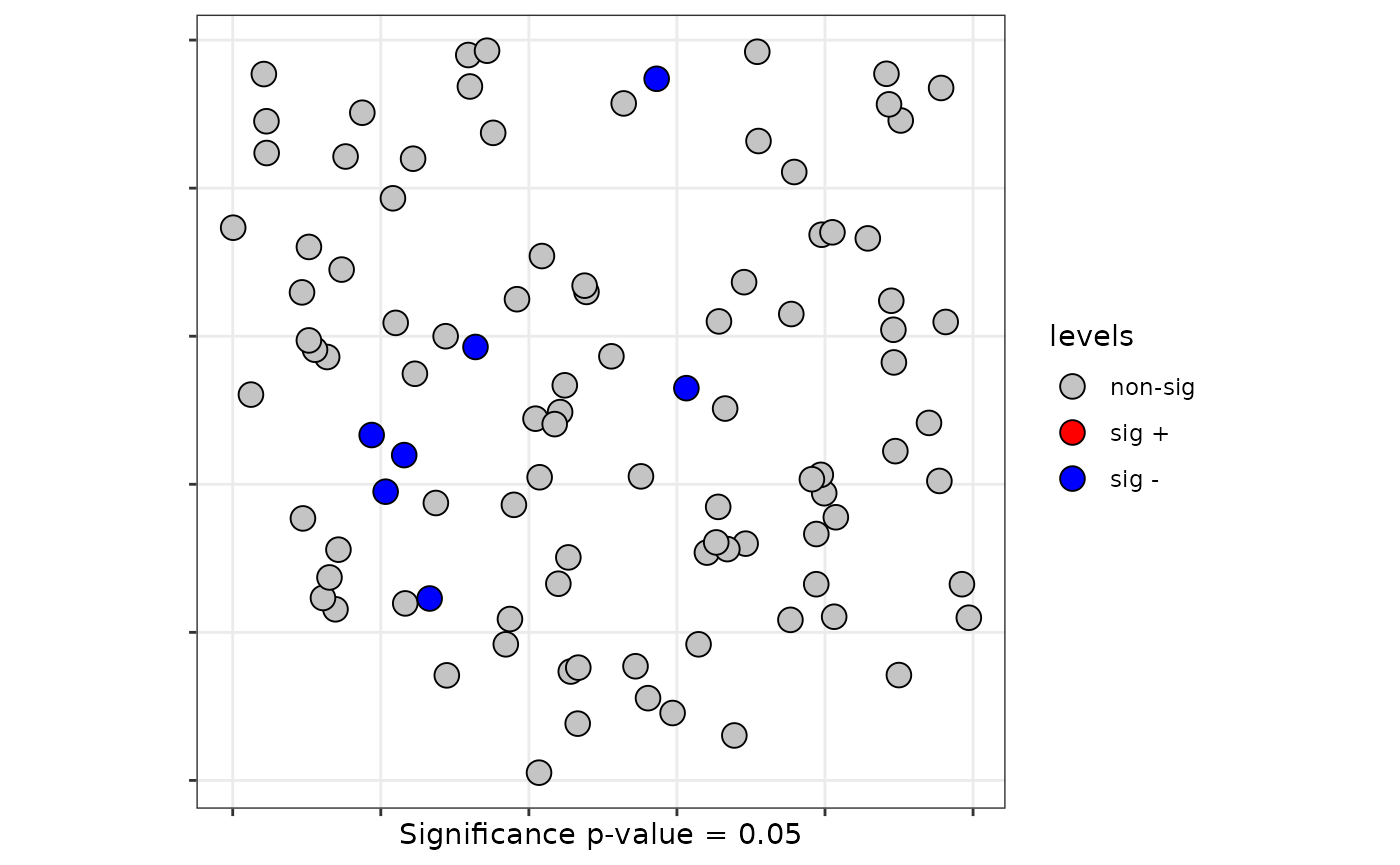 levels
non-sig
sig +
sig -
Significance p-value = 0.05